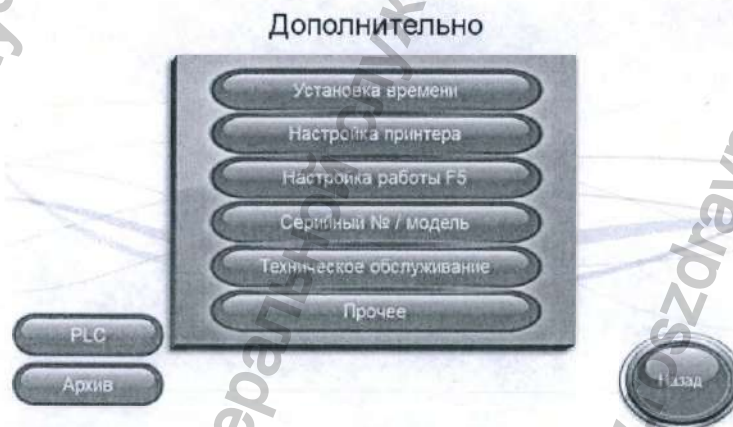 Дополнительно
Установка времени
Настройка принтера
Настройка работы F5
Серийный № / модель
Техническое обслуживание
Прочее
PLC
Архив
Назад